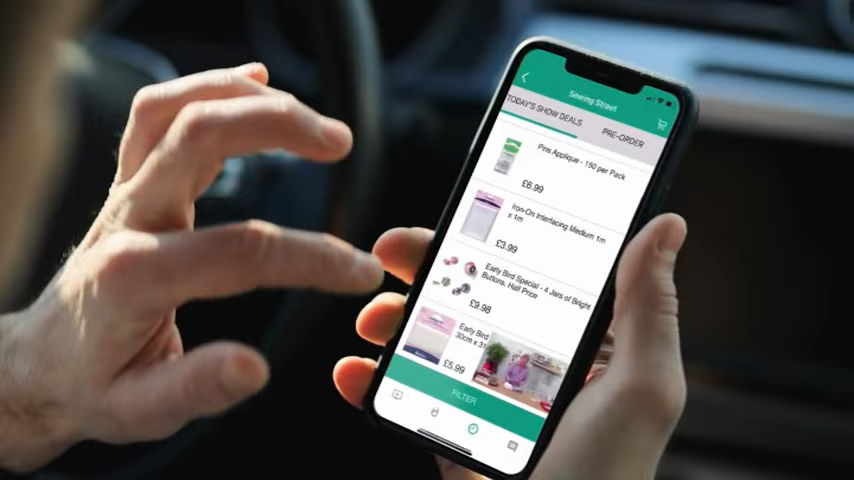 Sewing Street
TODAY'S SHOW DEALS
PRE-ORDER
Pins Applique - 150 per Pack
£6.99
Iron-On Interfacing Medium 1m
x 1m
£3.99
Early Bird Special - 4 Jars of Bright
Buttons. Half Price
£9.98
Early Bird
30cm x 31
£5.99
FILTER